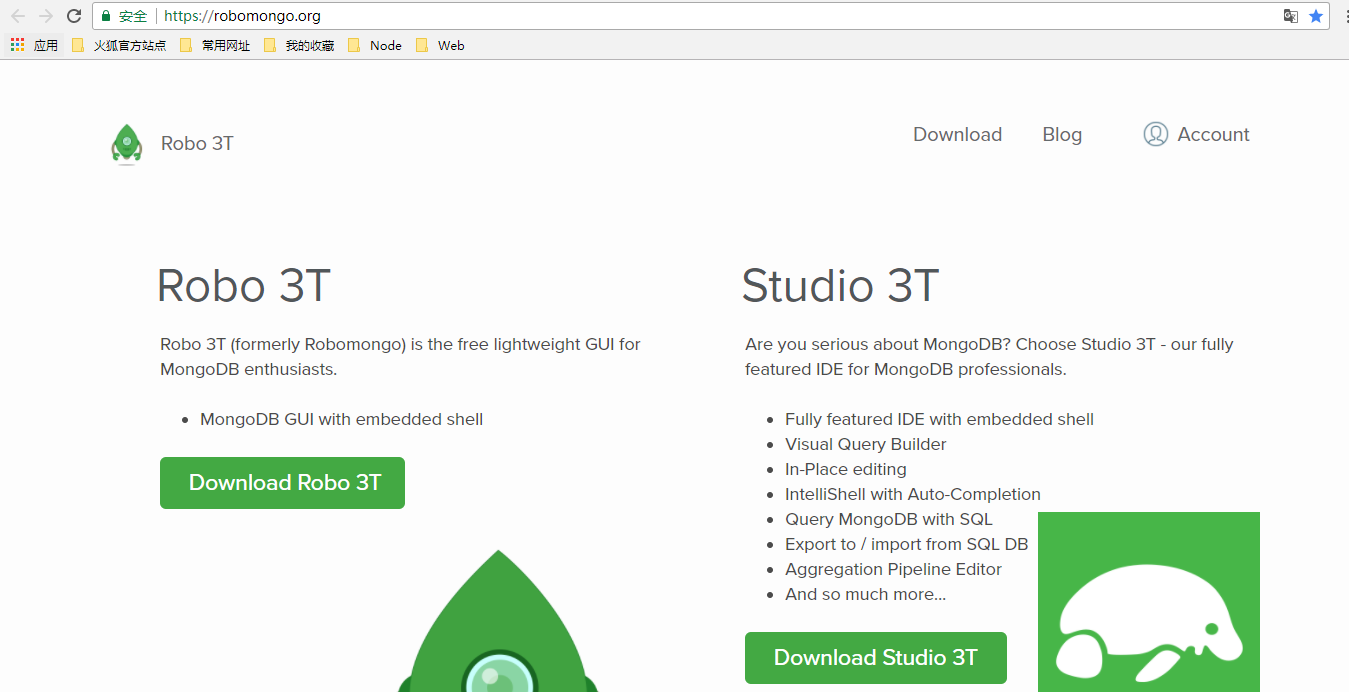 安全 https://robomongo.org
应用 火狐官方站点 常用网址 我的收藏 Node Web
Robo 3T
Download Blog Account
Robo 3T
Robo 3T (formerly Robomongo) is the free lightweight GUI for
MongoDB enthusiasts.
• MongoDB GUI with embedded shell
Download Robo 3T
Studio 3T
Are you serious about MongoDB? Choose Studio 3T - our fully
featured IDE for MongoDB professionals.
• Fully featured IDE with embedded shell
• Visual Query Builder
• In-Place editing
• IntelliShell with Auto-Completion
• Query MongoDB with SQL
• Export to / import from SQL DB
• Aggregation Pipeline Editor
• And so much more...
Download Studio 3T